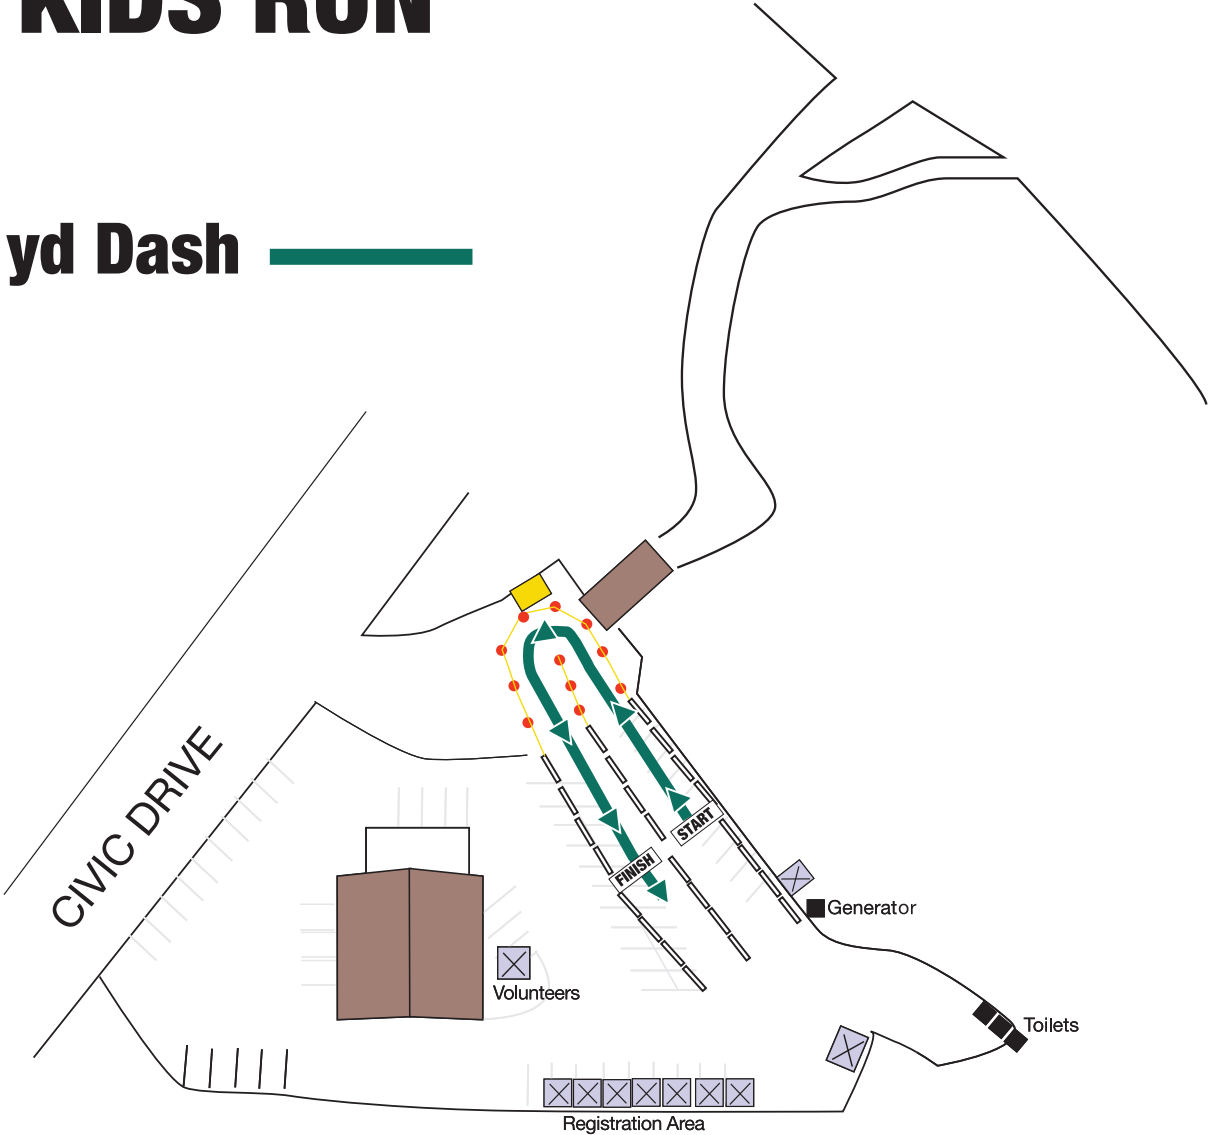 KIDS RUN
yd Dash
CIVIC DRIVE
START
FINISH
Generator
Volunteers
Toilets
Registration Area